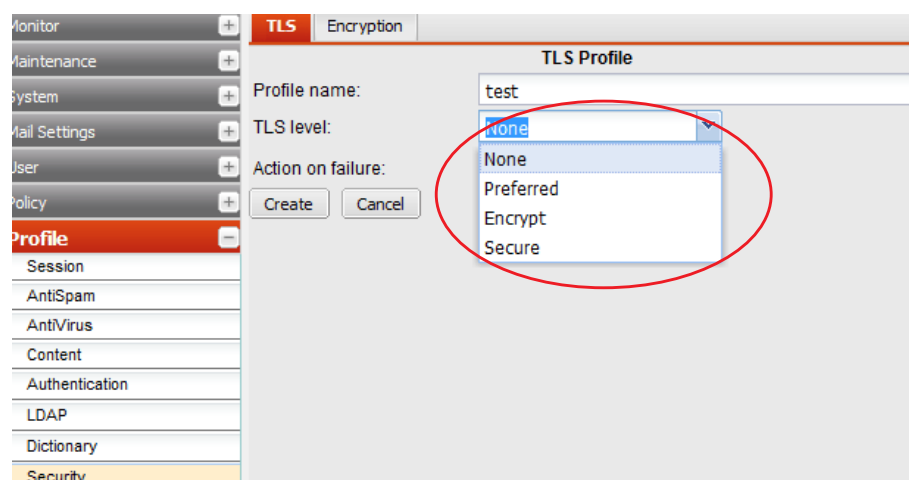 Monitor
Maintenance
System
Mail Settings
User
Policy
Profile
Session
AntiSpam
AntiVirus
Content
Authentication
LDAP
Dictionary
Security
TLS Encryption
TLS Profile
Profile name: test
TLS level: None
None
Preferred
Encrypt
Secure
Action on failure:
Create Cancel